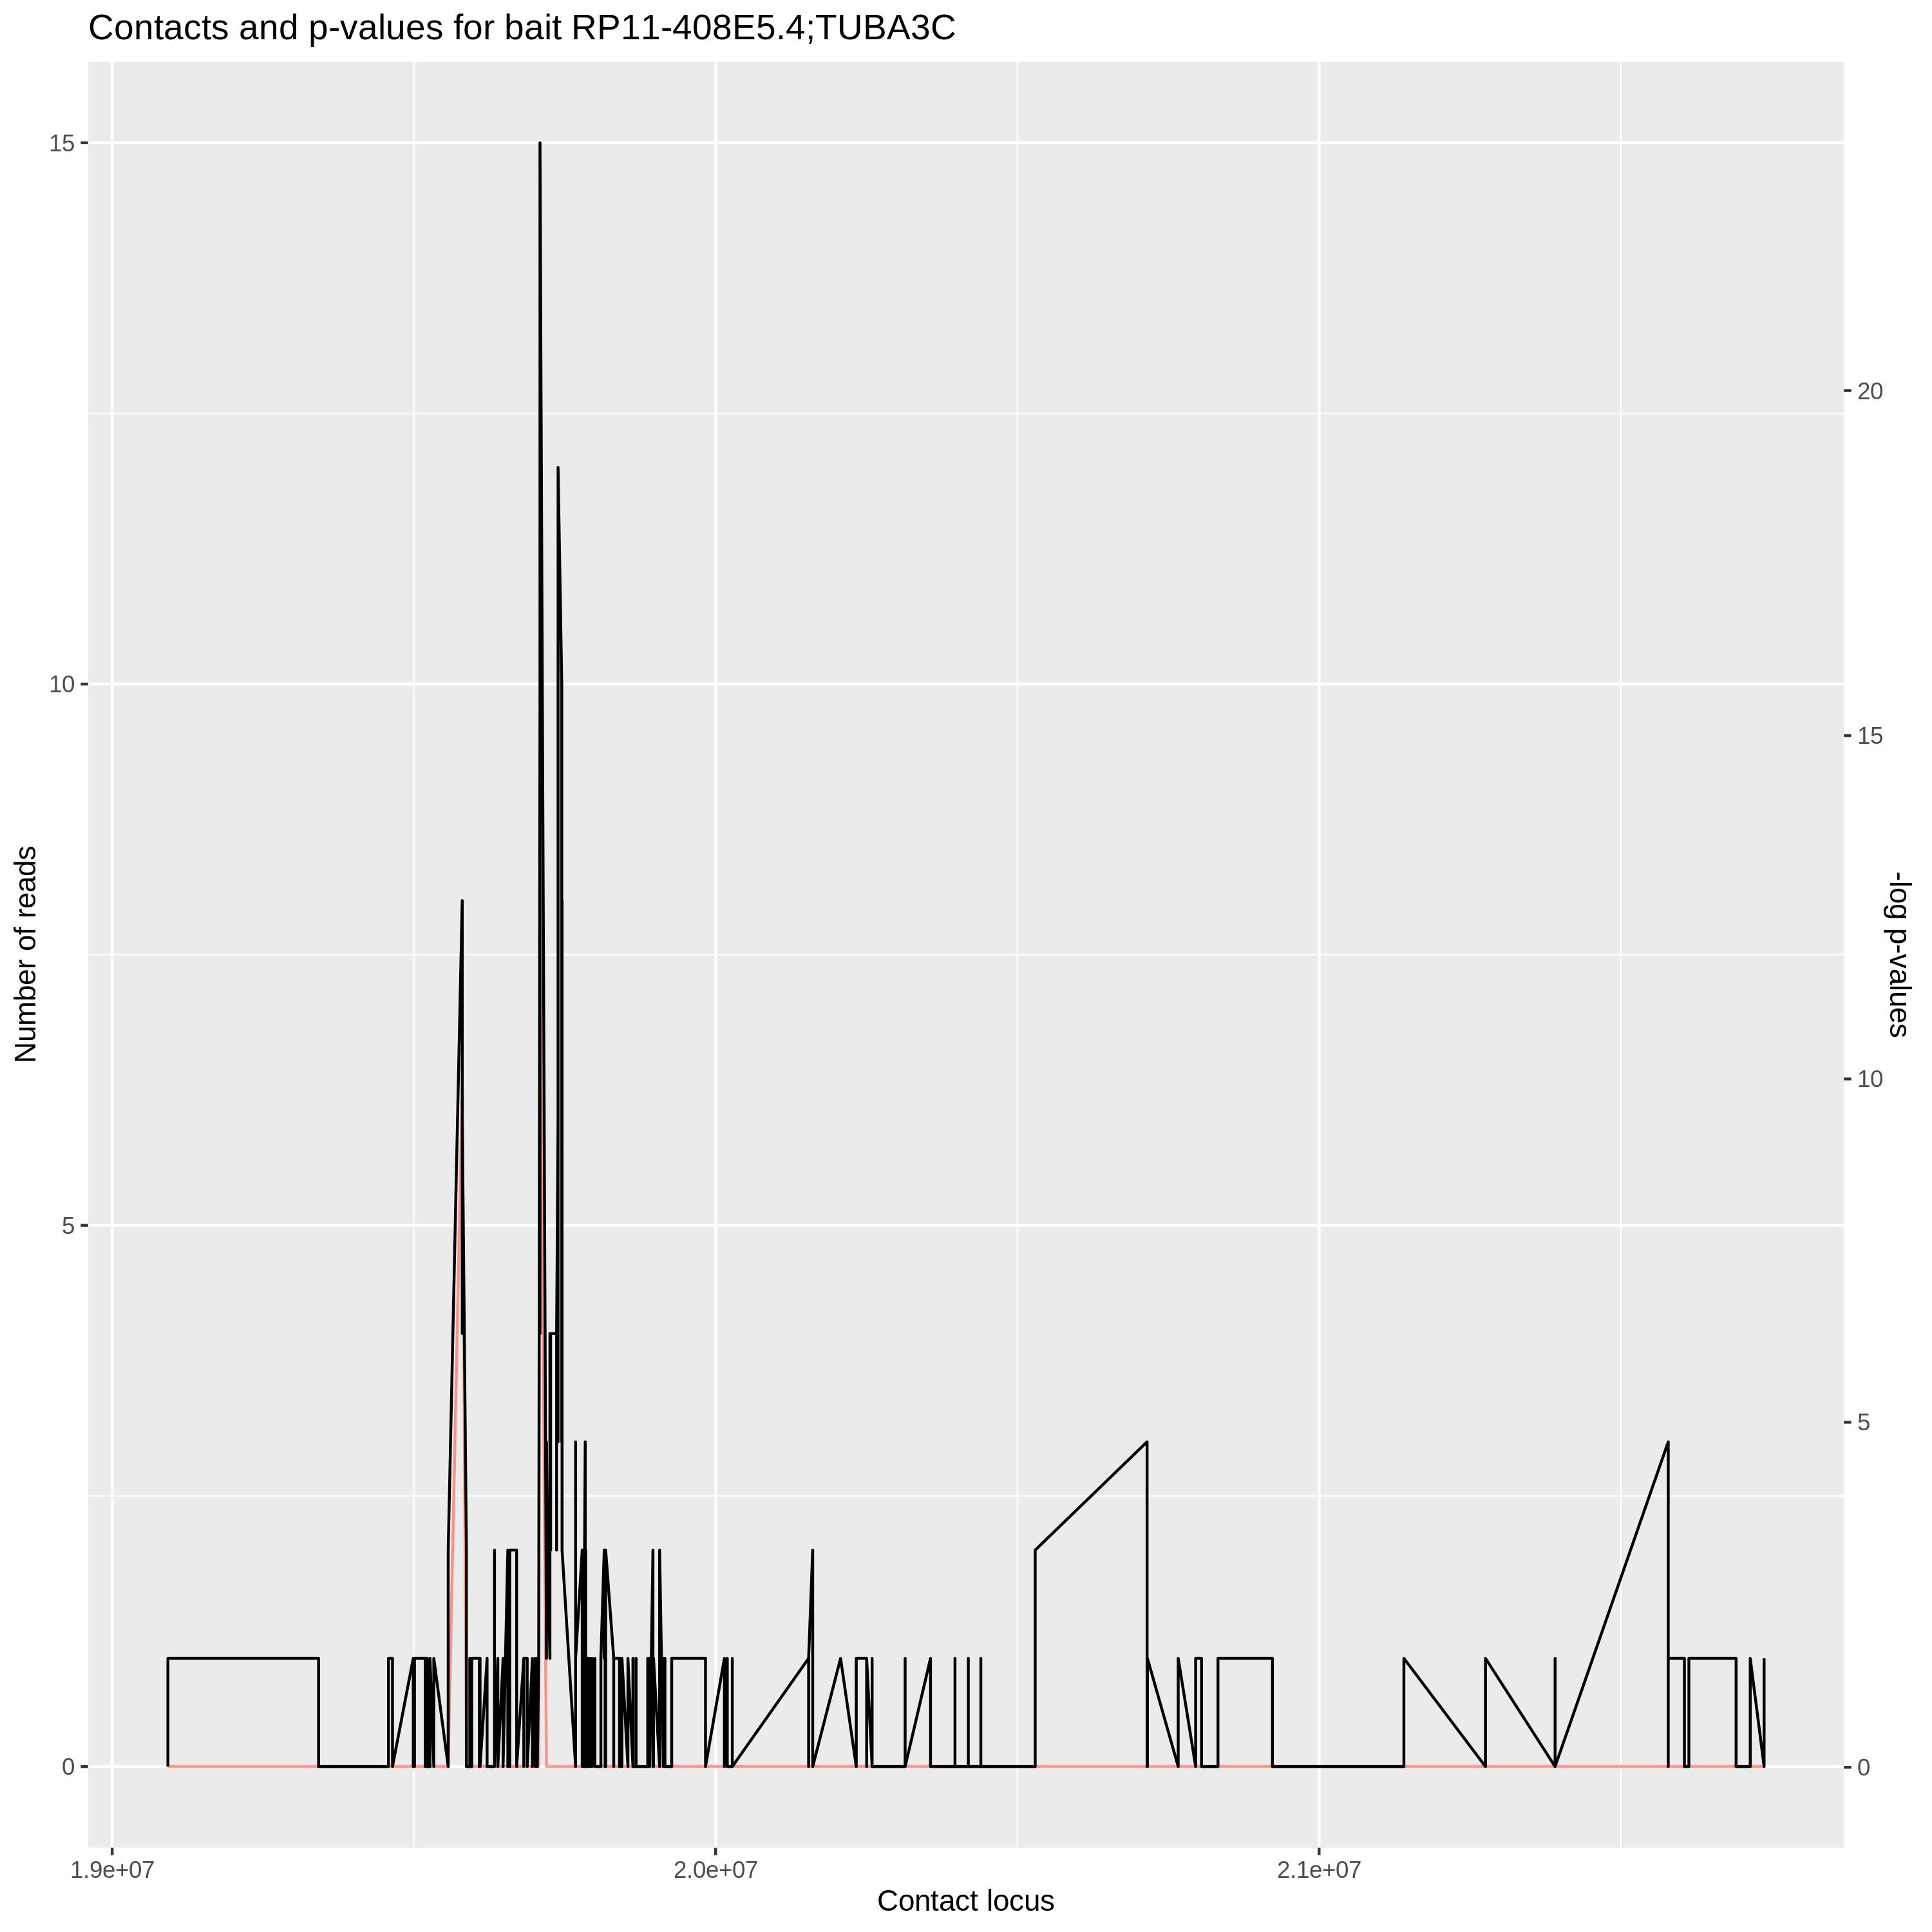 Contacts and p-values for bait RP11-408E5.4;TUBA3C
15
10
5
0
Number of reads
20
15
10
5
0
-log p-values
1.9e+07
2.0e+07
2.1e+07
Contact locus